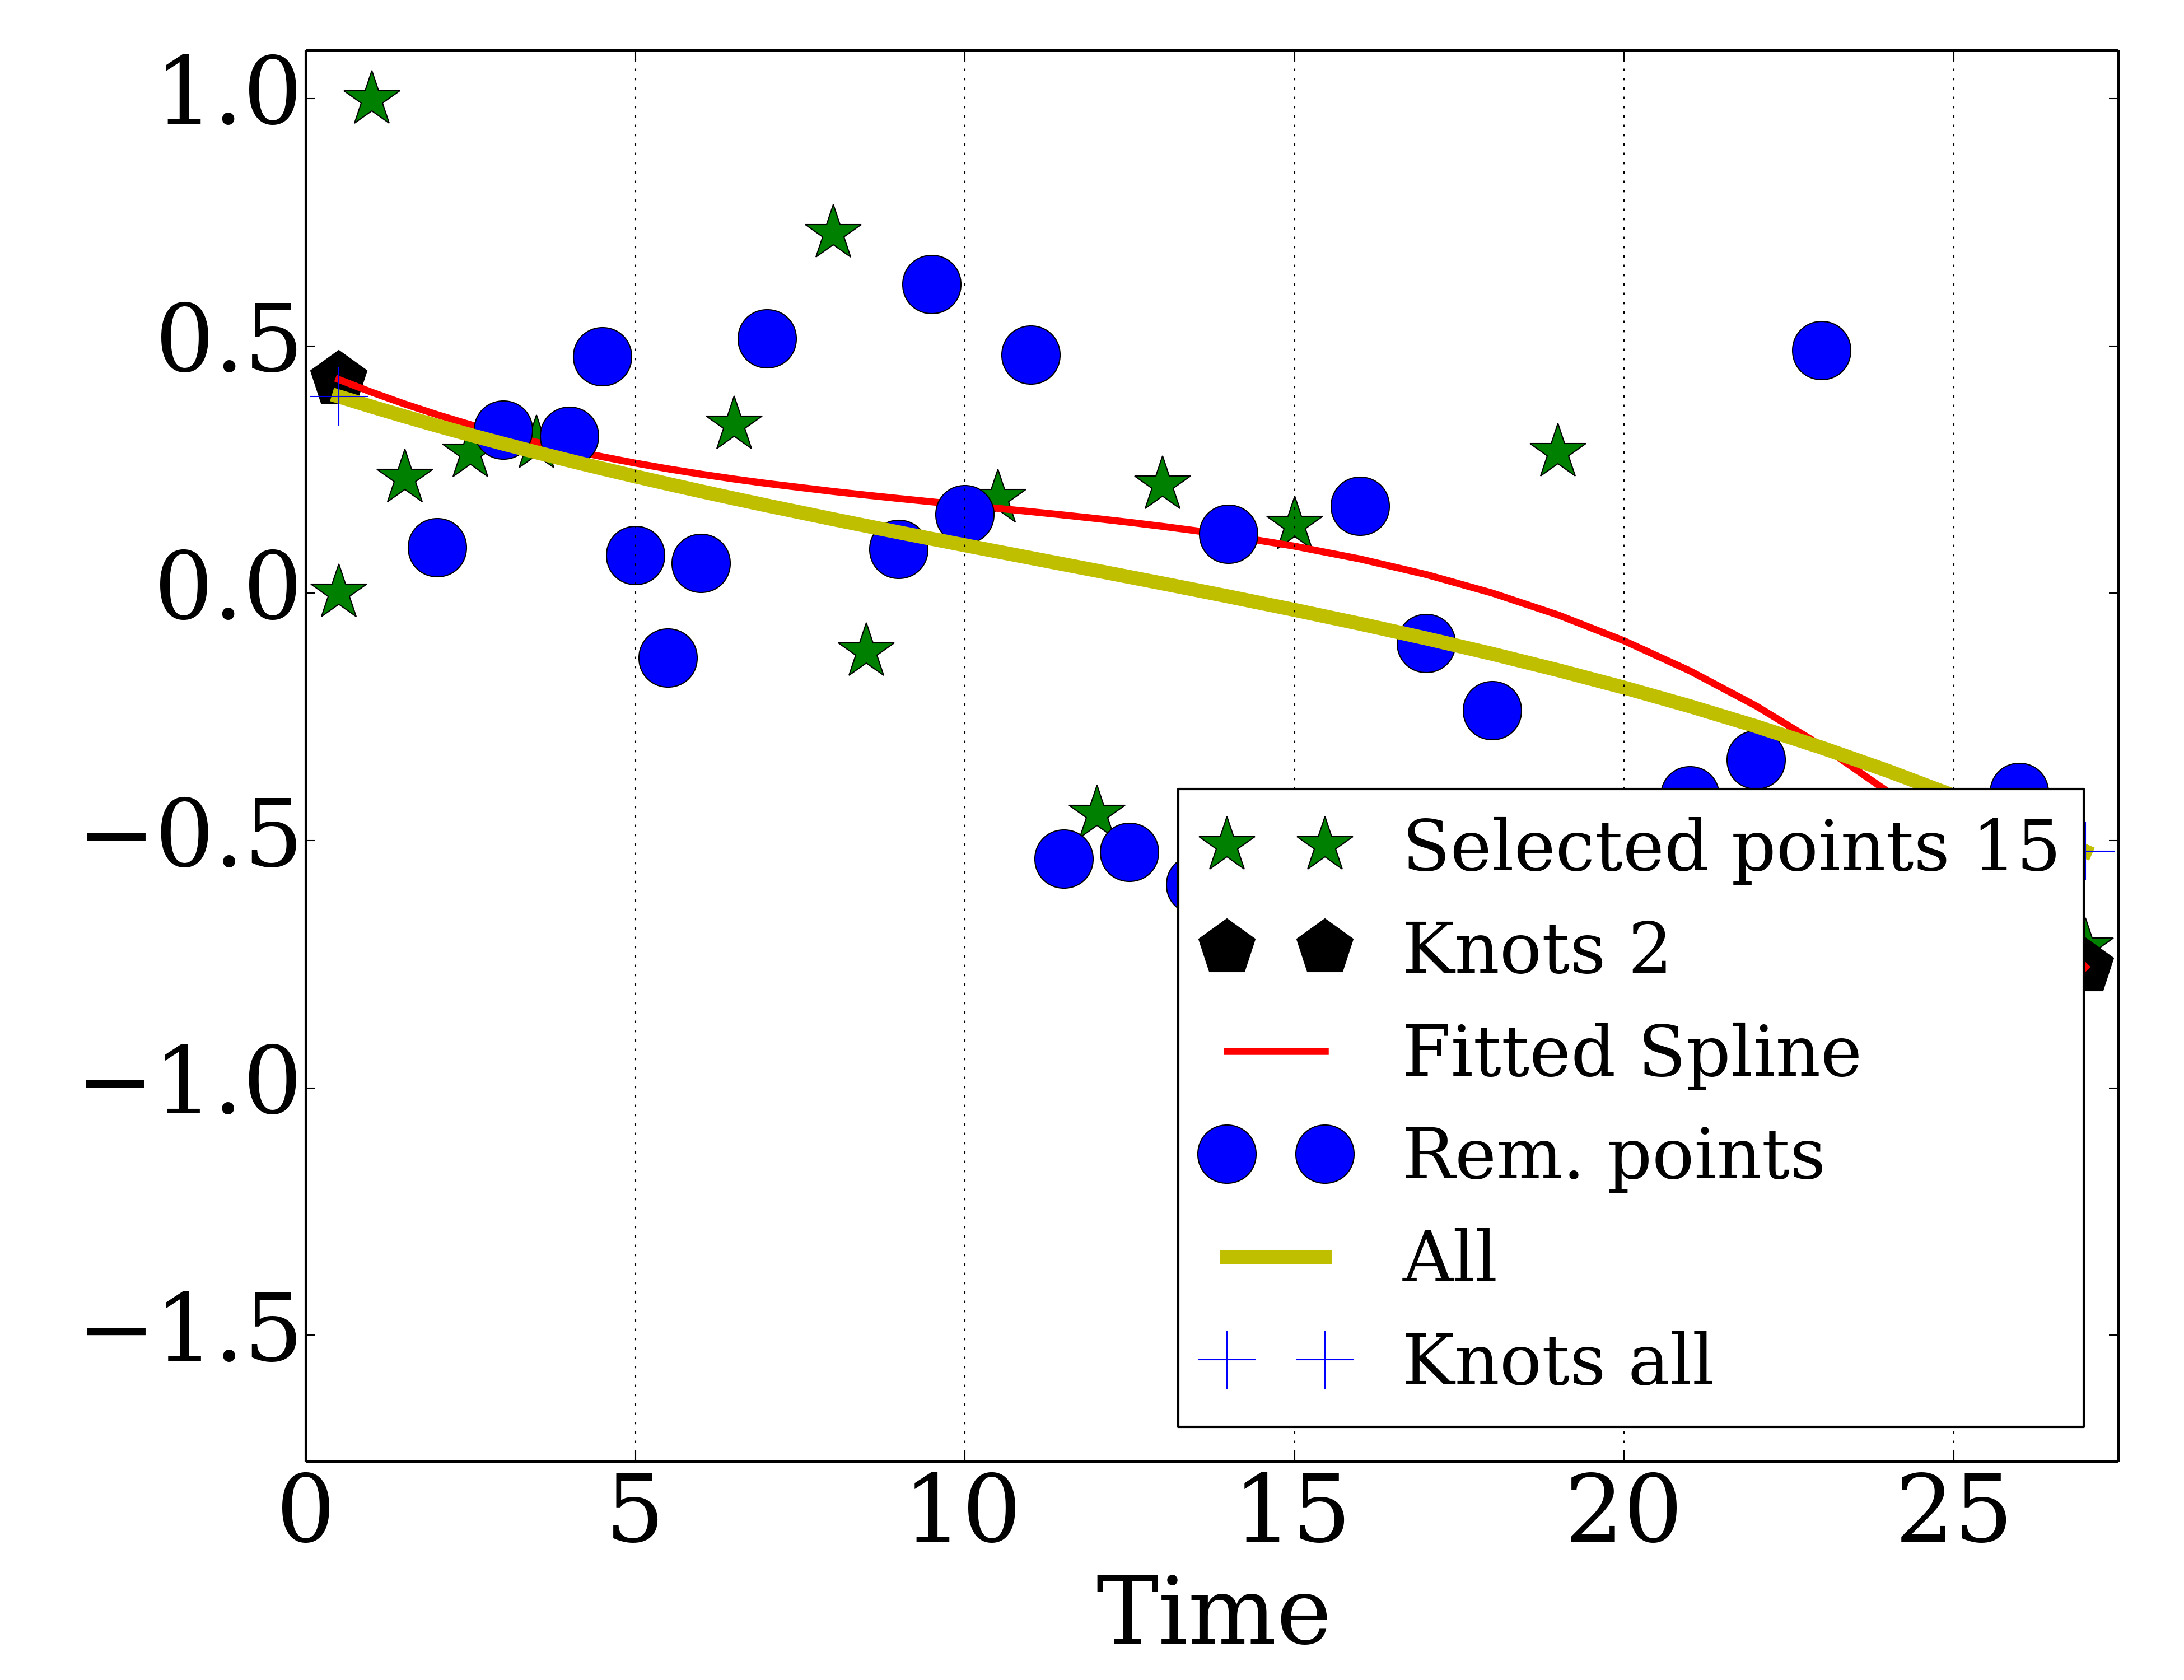 1.0
0.5
0.0
−0.5
−1.0
−1.5
Selected points 15
Knots 2
Fitted Spline
Rem. points
All
Knots all
0 5 10 15 20 25
Time